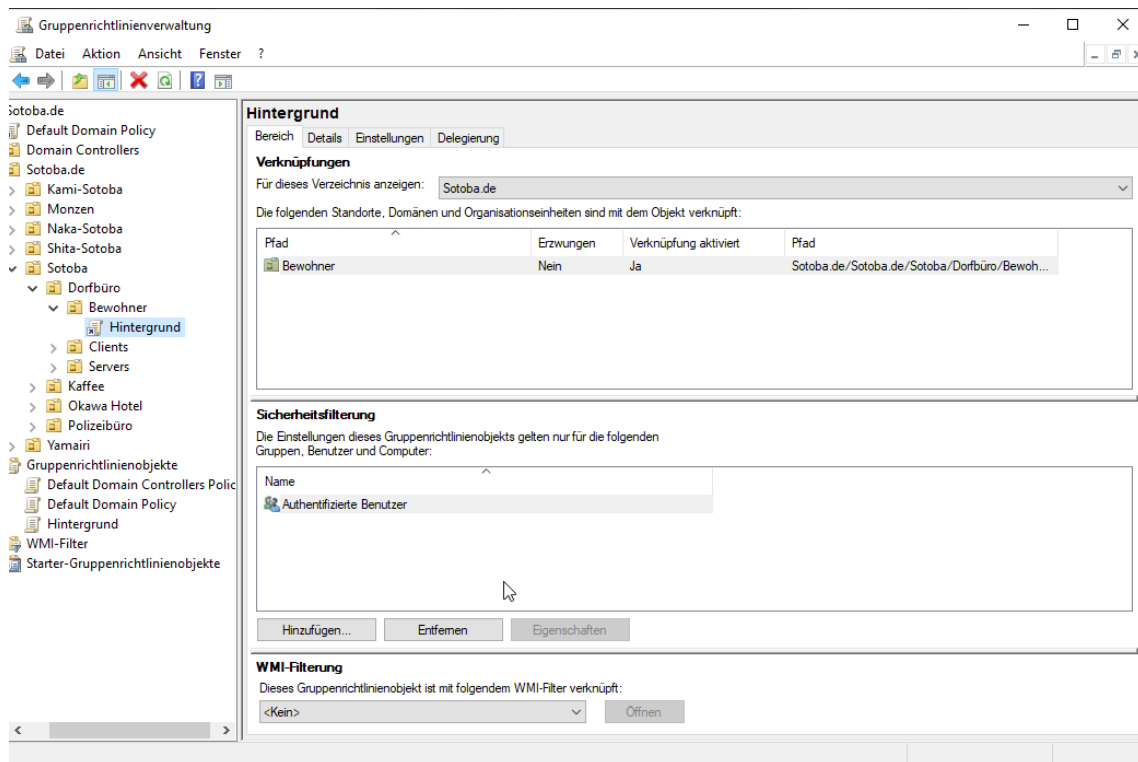 Gruppenrichtlinienverwaltung
Datei Aktion Ansicht Fenster ?
Sotoba.de
Default Domain Policy
Domain Controllers
Sotoba.de
Kami-Sotoba
Monzen
Naka-Sotoba
Shita-Sotoba
Sotoba
Dorfbüro
Bewohner
Hintergrund
Clients
Servers
Kaffee
Okawa Hotel
Polizeibüro
Yamairi
Gruppenrichtlinienobjekte
Default Domain Controllers Polic
Default Domain Policy
Hintergrund
WMI-Filter
Starter-Gruppenrichtlinienobjekte
Hintergrund
Bereich Details Einstellungen Delegierung
Verknüpfungen
Für dieses Verzeichnis anzeigen: Sotoba.de
Die folgenden Standorte, Domänen und Organisationseinheiten sind mit dem Objekt verknüpft:
Pfad Erzwungen Verknüpfung aktiviert Pfad
Bewohner Nein Ja Sotoba.de/Sotoba.de/Sotoba/Dorfbüro/Bewoh...
Sicherheitsfilterung
Die Einstellungen dieses Gruppenrichtlinienobjekts gelten nur für die folgenden
Gruppen, Benutzer und Computer:
Name
Authentifizierte Benutzer
Hinzufügen... Entfernen Eigenschaften
WMI-Filterung
Dieses Gruppenrichtlinienobjekt ist mit folgendem WMI-Filter verknüpft:
<Kein> Öffnen